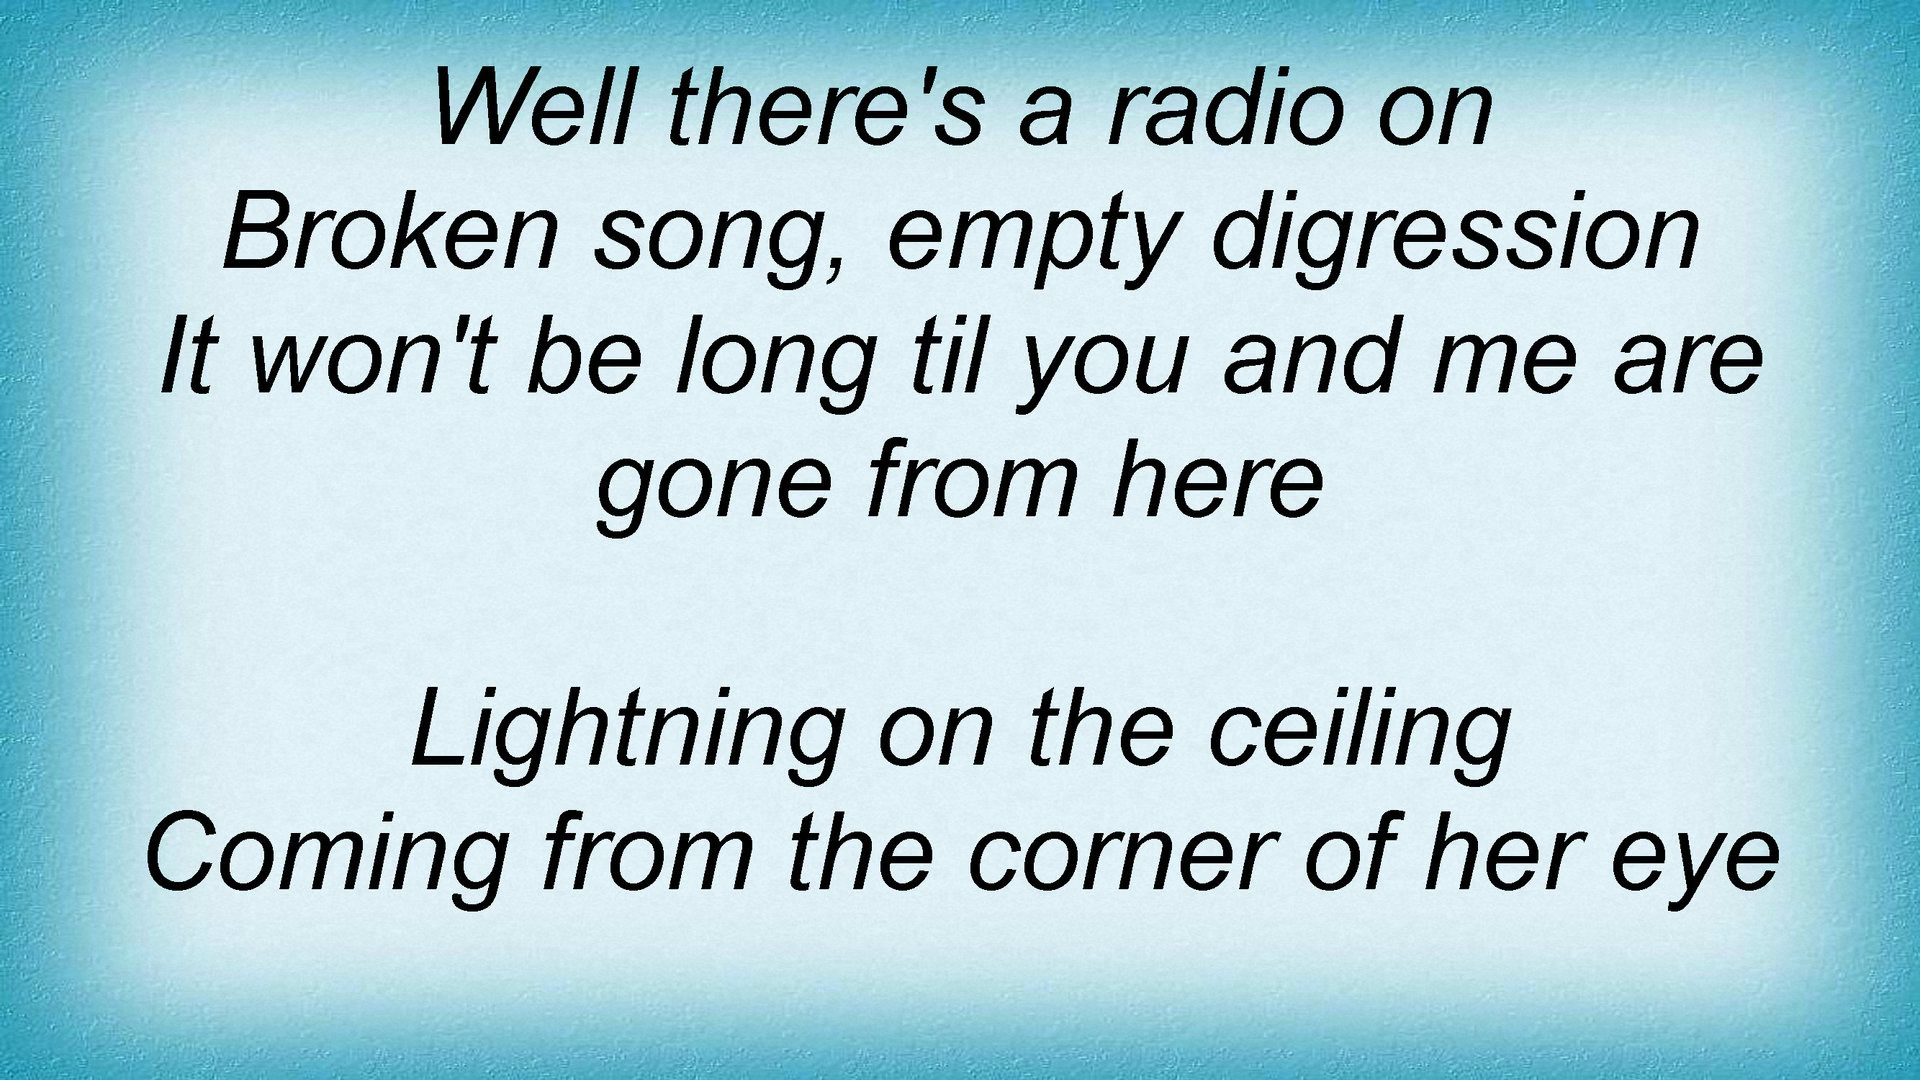 Well there's a radio on
Broken song, empty digression
It won't be long til you and me are
gone from here
Lightning on the ceiling
Coming from the corner of her eye